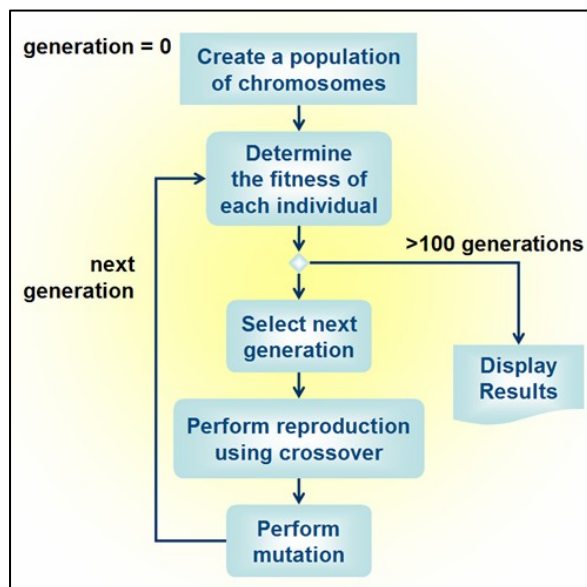 generation = 0
Create a population
of chromosomes
Determine
the fitness of
each individual
>100 generations
next
generation
Select next
generation
Display
Results
Perform reproduction
using crossover
Perform
mutation